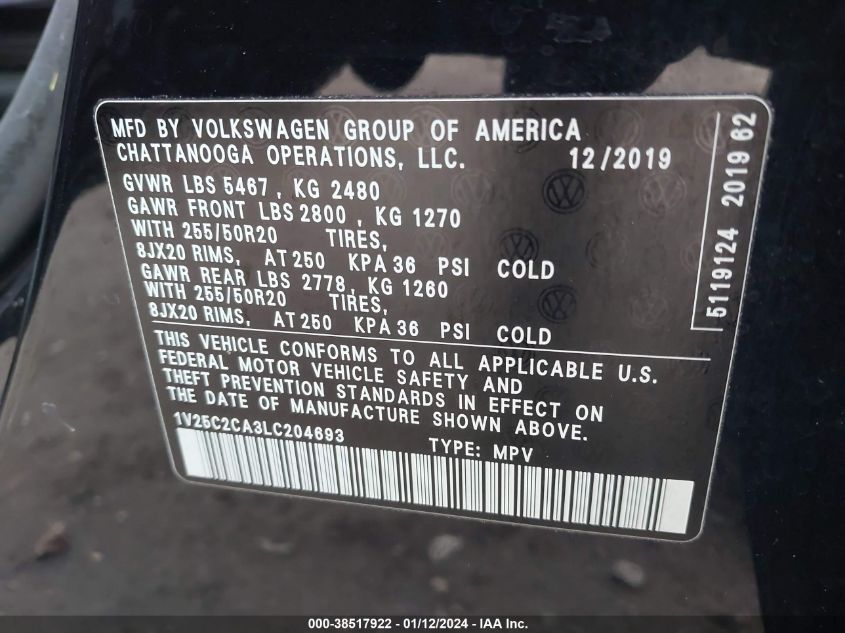 MFD BY VOLKSWAGEN GROUP OF AMERICA
CHATTANOOGA OPERATIONS, LLC. 12/2019
GVWR LBS 5467, KG 2480
GAWR FRONT LBS 2800, KG 1270
WITH 255/50R20 TIRES,
8JX20 RIMS, AT 250 KPA 36 PSI COLD
GAWR REAR LBS 2778, KG 1260
WITH 255/50R20 TIRES,
8JX20 RIMS, AT 250 KPA 36 PSI COLD
THIS VEHICLE CONFORMS TO ALL APPLICABLE U.S.
FEDERAL MOTOR VEHICLE SAFETY AND
THEFT PREVENTION STANDARDS IN EFFECT ON
THE DATE OF MANUFACTURE SHOWN ABOVE.
1V25C2CA3LC204693 TYPE: MPV
5119124 2019 62
000-38517922 - 01/12/2024 - IAA Inc.